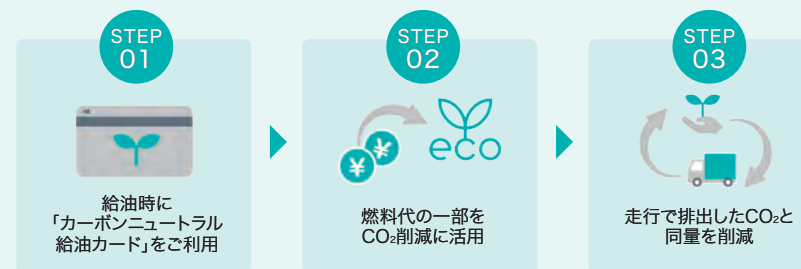 STEP
01
給油時に
「カーボンニュートラル
給油カード」をご利用
STEP
02
¥ ¥
eco
燃料代の一部を
CO₂削減に活用
STEP
03
走行で排出したCO₂と
同量を削減